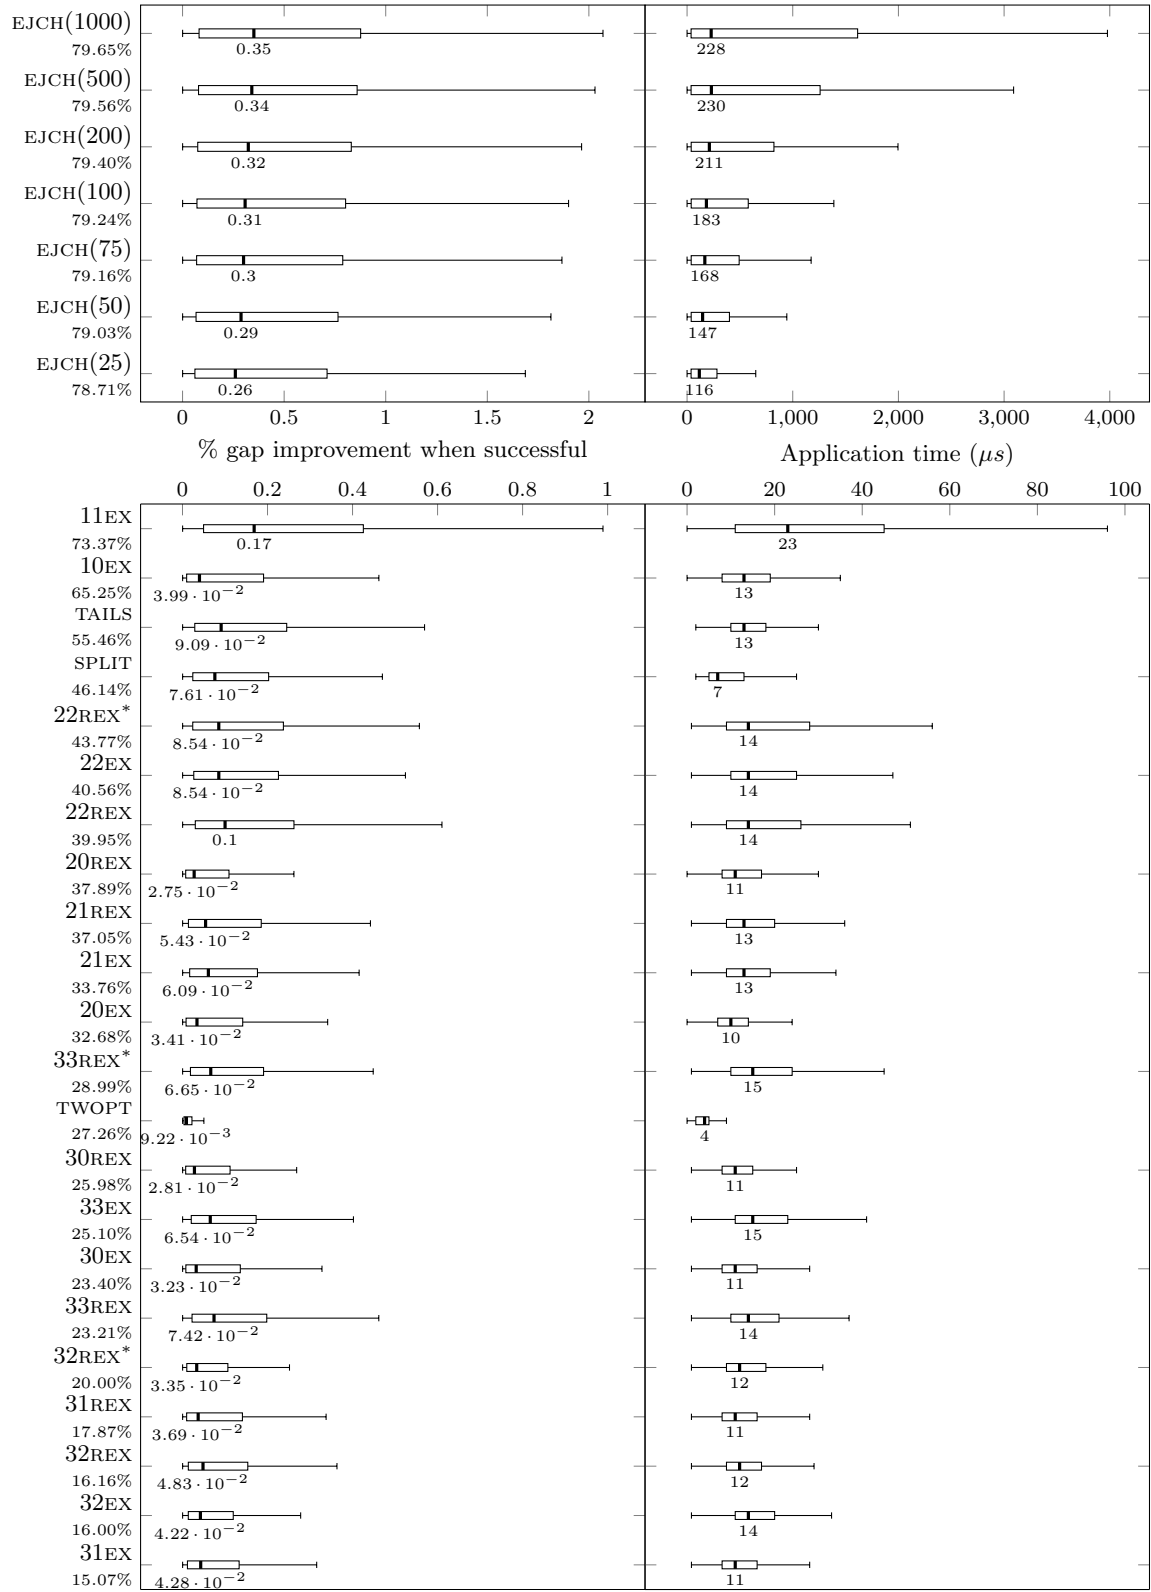 EJCH(1000)
79.65%
0.35
228
EJCH(500)
79.56%
0.34
230
EJCH(200)
79.40%
0.32
211
EJCH(100)
79.24%
0.31
183
EJCH(75)
79.16%
0.3
168
EJCH(50)
79.03%
0.29
147
EJCH(25)
78.71%
0.26
116
0 0.5 1 1.5 2
0 1,000 2,000 3,000 4,000
% gap improvement when successful
Application time (μs)
0 0.2 0.4 0.6 0.8 1
0 20 40 60 80 100
11EX
73.37%
0.17
23
10EX
65.25%
3.99 · 10⁻²
13
TAILS
55.46%
9.09 · 10⁻²
13
SPLIT
46.14%
7.61 · 10⁻²
7
22REX*
43.77%
8.54 · 10⁻²
14
22EX
40.56%
8.54 · 10⁻²
14
22REX
39.95%
0.1
14
20REX
37.89%
2.75 · 10⁻²
11
21REX
37.05%
5.43 · 10⁻²
13
21EX
33.76%
6.09 · 10⁻²
13
20EX
32.68%
3.41 · 10⁻²
10
33REX*
28.99%
6.65 · 10⁻²
15
TWOPT
27.26%
9.22 · 10⁻³
4
30REX
25.98%
2.81 · 10⁻²
11
33EX
25.10%
6.54 · 10⁻²
15
30EX
23.40%
3.23 · 10⁻²
11
33REX
23.21%
7.42 · 10⁻²
14
32REX*
20.00%
3.35 · 10⁻²
12
31REX
17.87%
3.69 · 10⁻²
11
32REX
16.16%
4.83 · 10⁻²
12
32EX
16.00%
4.22 · 10⁻²
14
31EX
15.07%
4.28 · 10⁻²
11